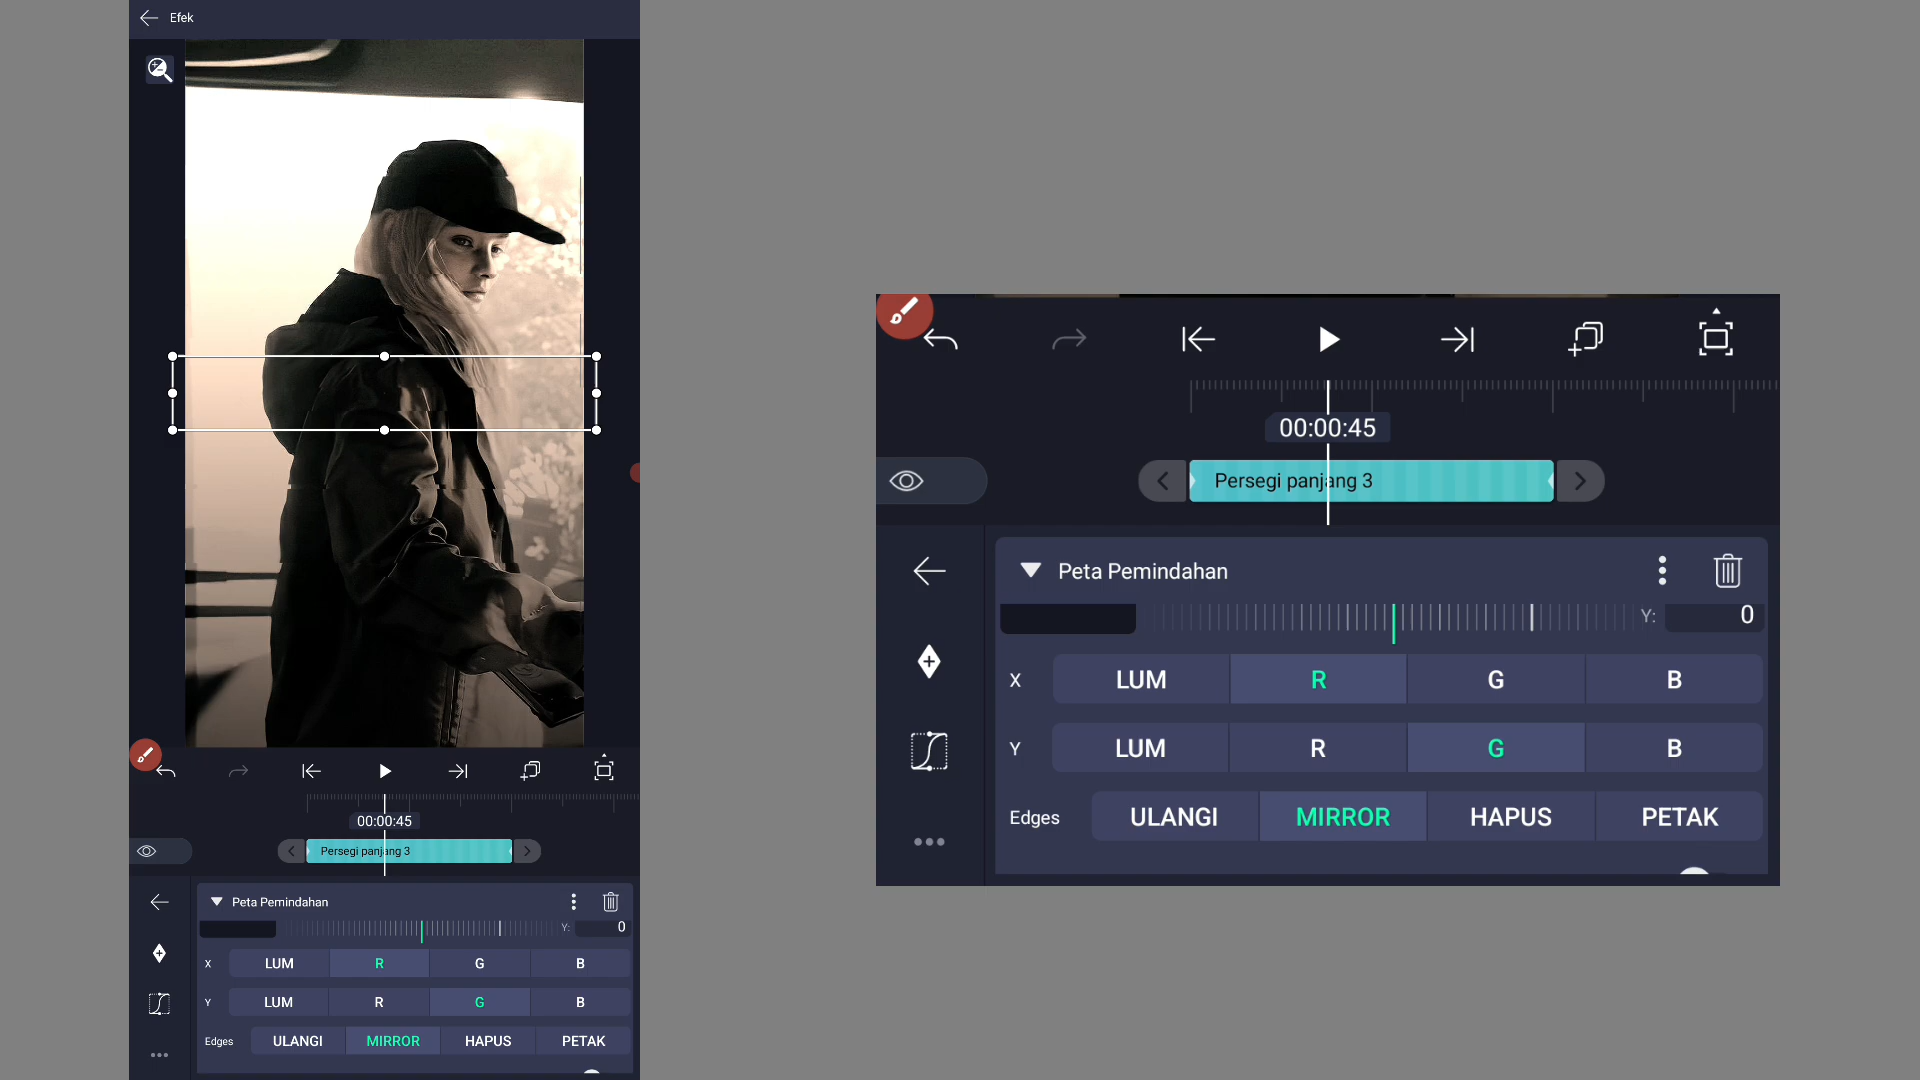 Efek
00:00:45
Persegi panjang 3
Peta Pemindahan
Y: 0
X LUM R G B
Y LUM R G B
Edges ULANGI MIRROR HAPUS PETAK
00:00:45
Persegi panjang 3
Peta Pemindahan
Y: 0
X LUM R G B
Y LUM R G B
Edges ULANGI MIRROR HAPUS PETAK